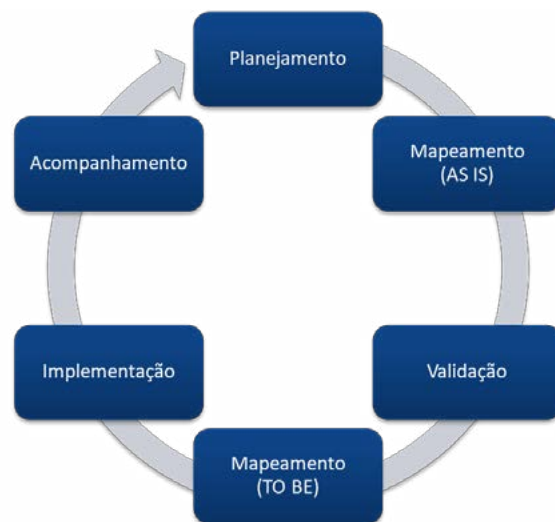 Planejamento
Mapeamento
(AS IS)
Validação
Mapeamento
(TO BE)
Implementação
Acompanhamento